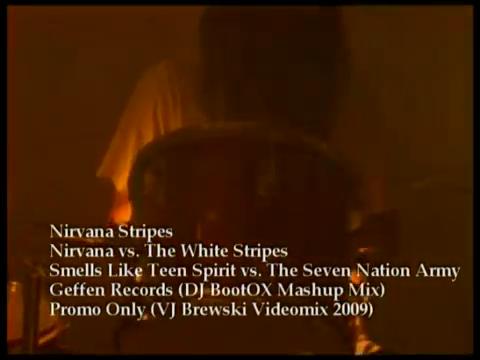 Nirvana Stripes
Nirvana vs. The White Stripes
Smells Like Teen Spirit vs. The Seven Nation Army
Geffen Records (DJ BootOX Mashup Mix)
Promo Only (VJ Brewski Videomix 2009)